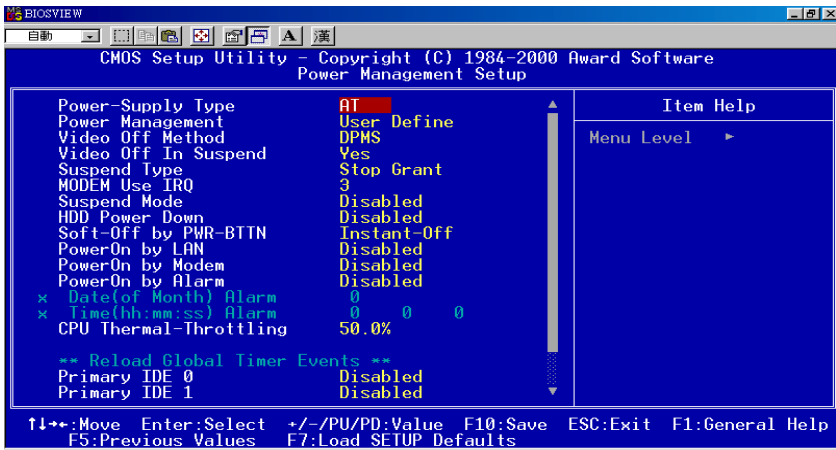 BIOSVIEW
自動 A 漢
CMOS Setup Utility – Copyright (C) 1984-2000 Award Software
Power Management Setup
Power-Supply Type AT
Power Management User Define
Video Off Method DPMS
Video Off In Suspend Yes
Suspend Type Stop Grant
MODEM Use IRQ 3
Suspend Mode Disabled
HDD Power Down Disabled
Soft-Off by PWR-BTTN Instant-Off
PowerOn by LAN Disabled
PowerOn by Modem Disabled
PowerOn by Alarm Disabled
x Date(of Month) Alarm 0
x Time(hh:mm:ss) Alarm 0 0 0
CPU Thermal-Throttling 50.0%
** Reload Global Timer Events **
Primary IDE 0 Disabled
Primary IDE 1 Disabled
Item Help
Menu Level ►
↑↓→←:Move Enter:Select +/-/PU/PD:Value F10:Save ESC:Exit F1:General Help
F5:Previous Values F7:Load SETUP Defaults